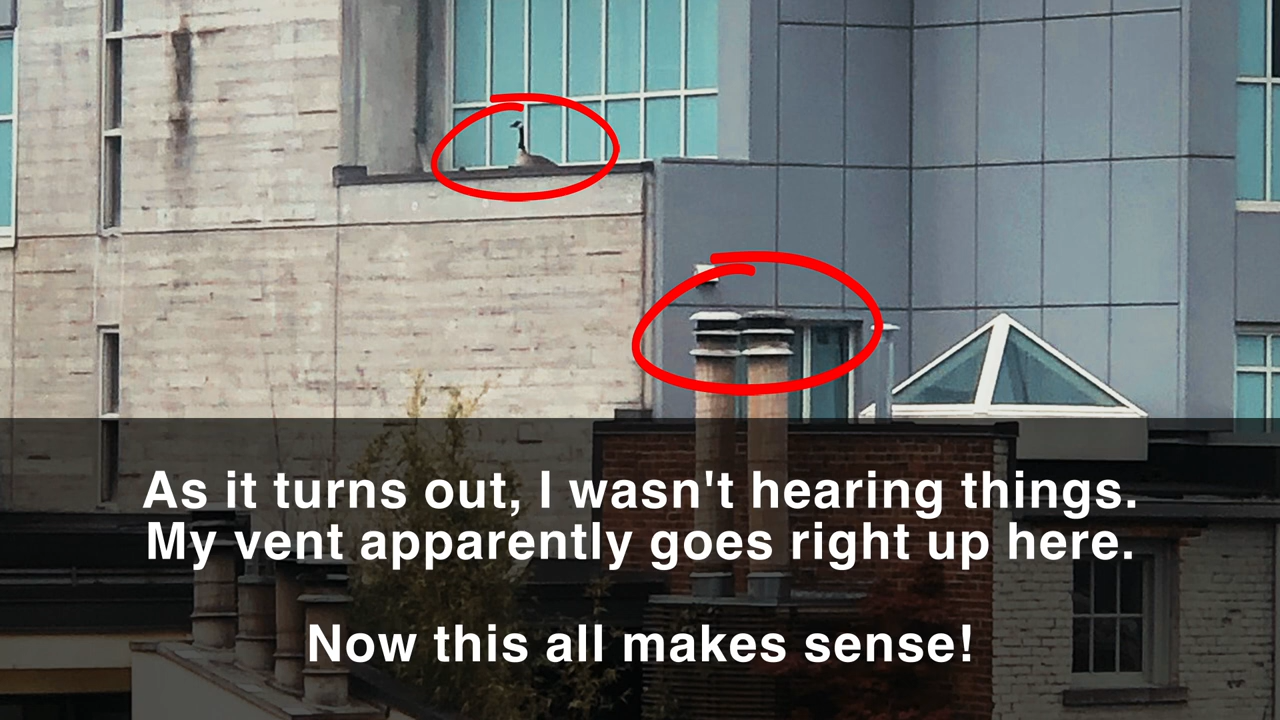 As it turns out, I wasn't hearing things.
My vent apparently goes right up here.
Now this all makes sense!